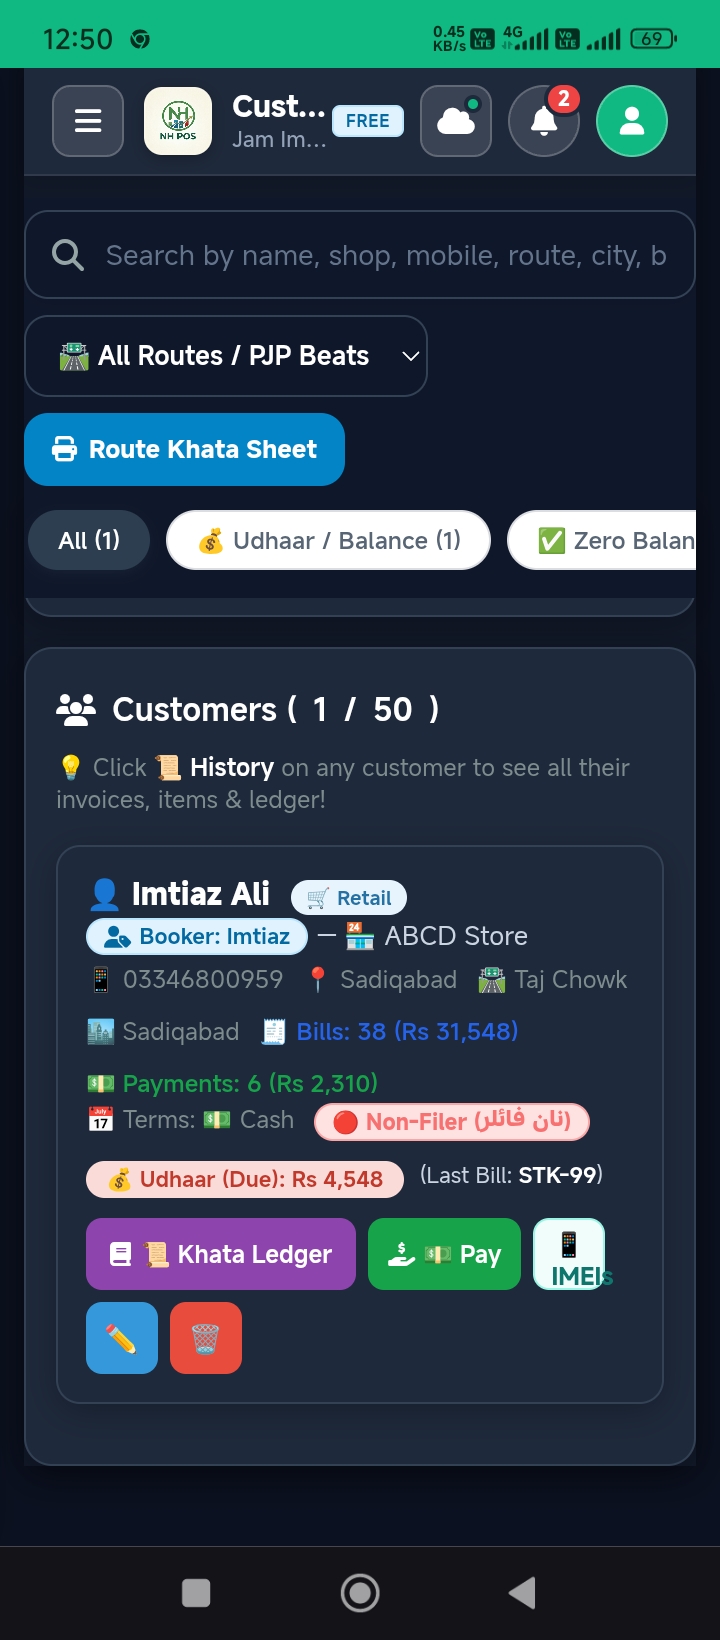 12:50
0.45 KB/s Vo LTE 4G Vo LTE 69
NH POS
Cust...
Jam Im...
FREE
2
Search by name, shop, mobile, route, city, b
All Routes / PJP Beats
Route Khata Sheet
All (1)
Udhaar / Balance (1)
Zero Balan
Customers ( 1 / 50 )
Click History on any customer to see all their
invoices, items & ledger!
Imtiaz Ali Retail
Booker: Imtiaz — ABCD Store
03346800959 Sadiqabad Taj Chowk
Sadiqabad Bills: 38 (Rs 31,548)
Payments: 6 (Rs 2,310)
Terms: Cash Non-Filer (نان فائلر)
Udhaar (Due): Rs 4,548 (Last Bill: STK-99)
Khata Ledger
Pay
IMEIs